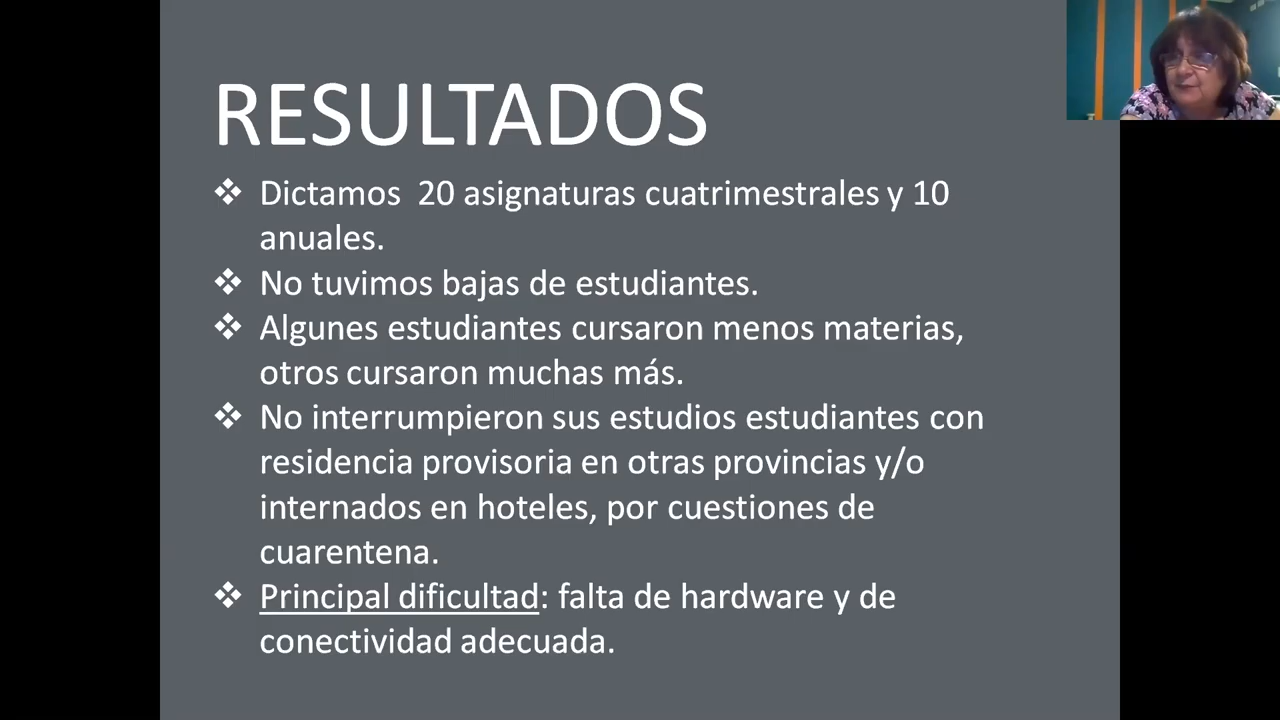 RESULTADOS
❖ Dictamos 20 asignaturas cuatrimestrales y 10
anuales.
❖ No tuvimos bajas de estudiantes.
❖ Algunes estudiantes cursaron menos materias,
otros cursaron muchas más.
❖ No interrumpieron sus estudios estudiantes con
residencia provisoria en otras provincias y/o
internados en hoteles, por cuestiones de
cuarentena.
❖ Principal dificultad: falta de hardware y de
conectividad adecuada.